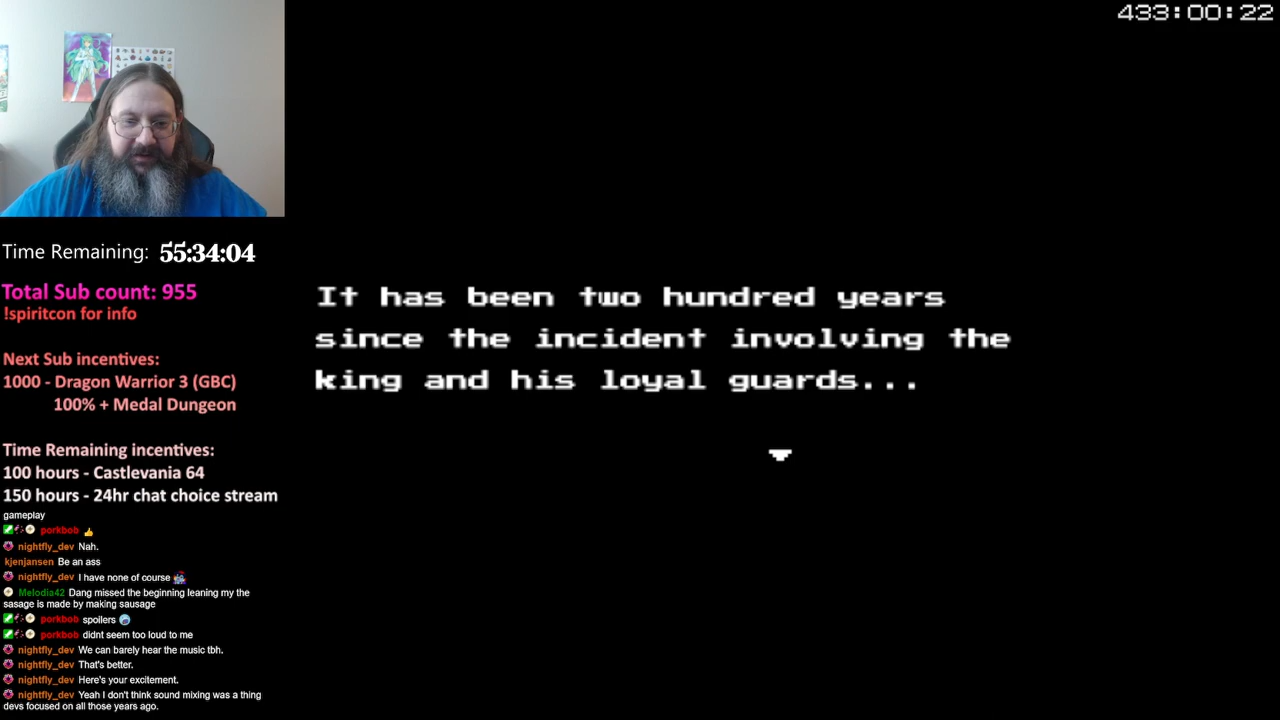 433:00:22
Time Remaining: 55:34:04
Total Sub count: 955
!spiritcon for info
Next Sub incentives:
1000 - Dragon Warrior 3 (GBC)
100% + Medal Dungeon
Time Remaining incentives:
100 hours - Castlevania 64
150 hours - 24hr chat choice stream
gameplay
porkbob
nightfly_dev Nah.
kjenjansen Be an ass
nightfly_dev I have none of course
Melodia42 Dang missed the beginning leaning my the
sasage is made by making sausage
porkbob spoilers
porkbob didnt seem too loud to me
nightfly_dev We can barely hear the music tbh.
nightfly_dev That's better.
nightfly_dev Here's your excitement.
nightfly_dev Yeah I don't think sound mixing was a thing
devs focused on all those years ago.
It has been two hundred years
since the incident involving the
king and his loyal guards...